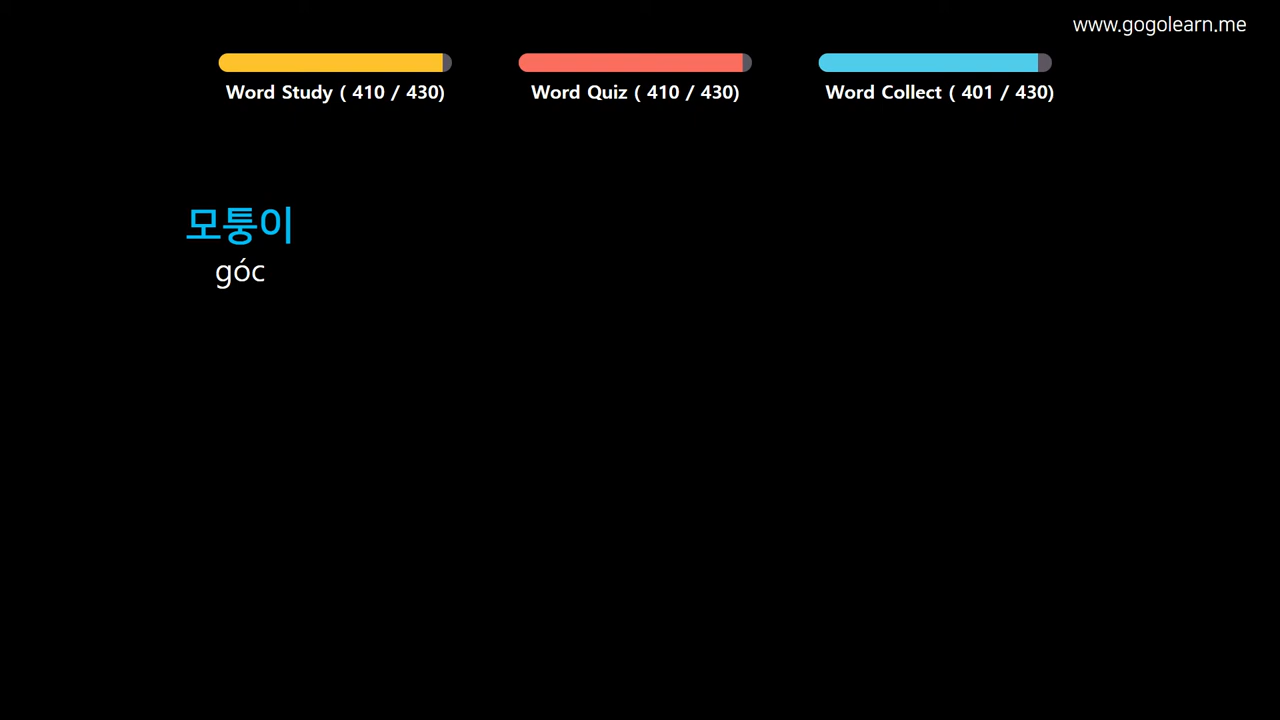 www.gogolearn.me
Word Study ( 410 / 430)
Word Quiz ( 410 / 430)
Word Collect ( 401 / 430)
모퉁이
góc